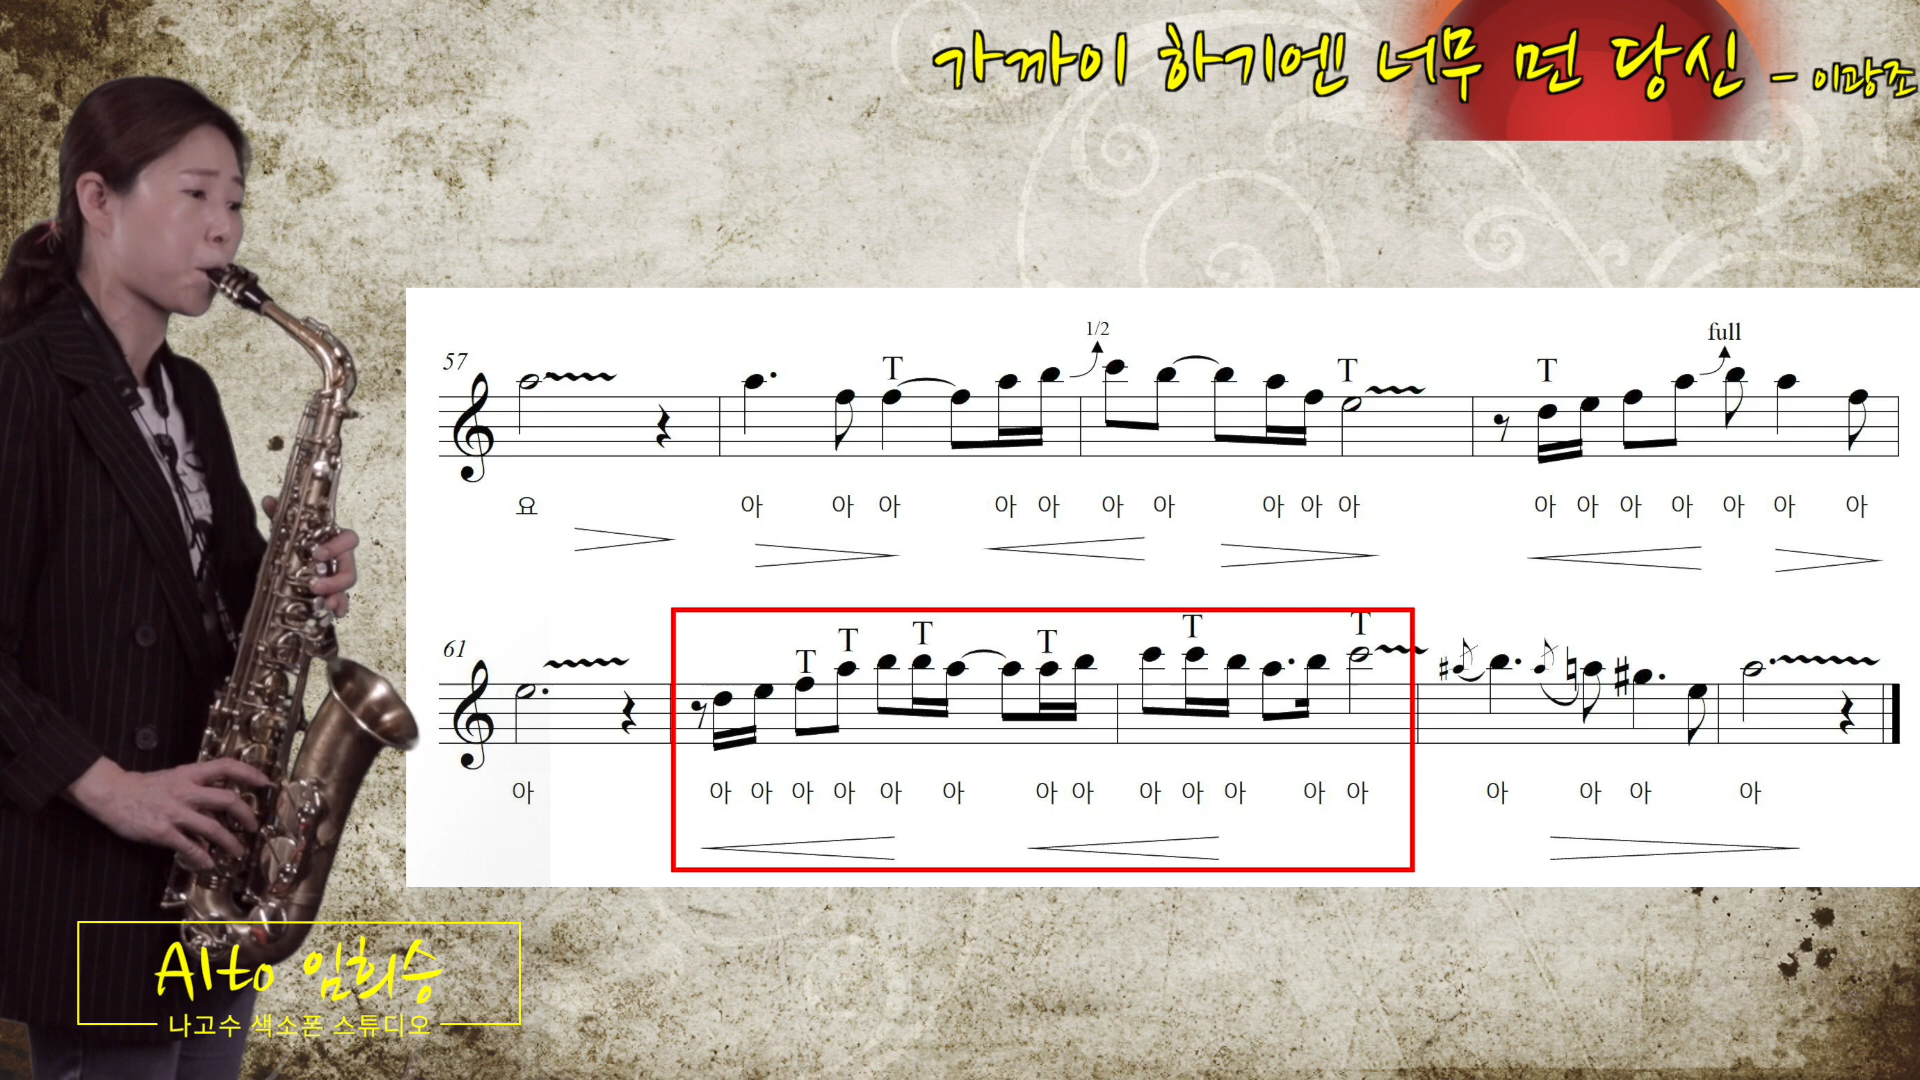 가까이 하기엔 너무 먼 당신 - 이광조
57 T 1/2 T T full
요 아 아 아 아 아 아 아 아 아 아 아 아 아 아 아 아 아
61 T T T T T T
아 아 아 아 아 아 아 아 아 아 아 아 아 아 아 아 아 아
Alto 임희승
나고수 색소폰 스튜디오